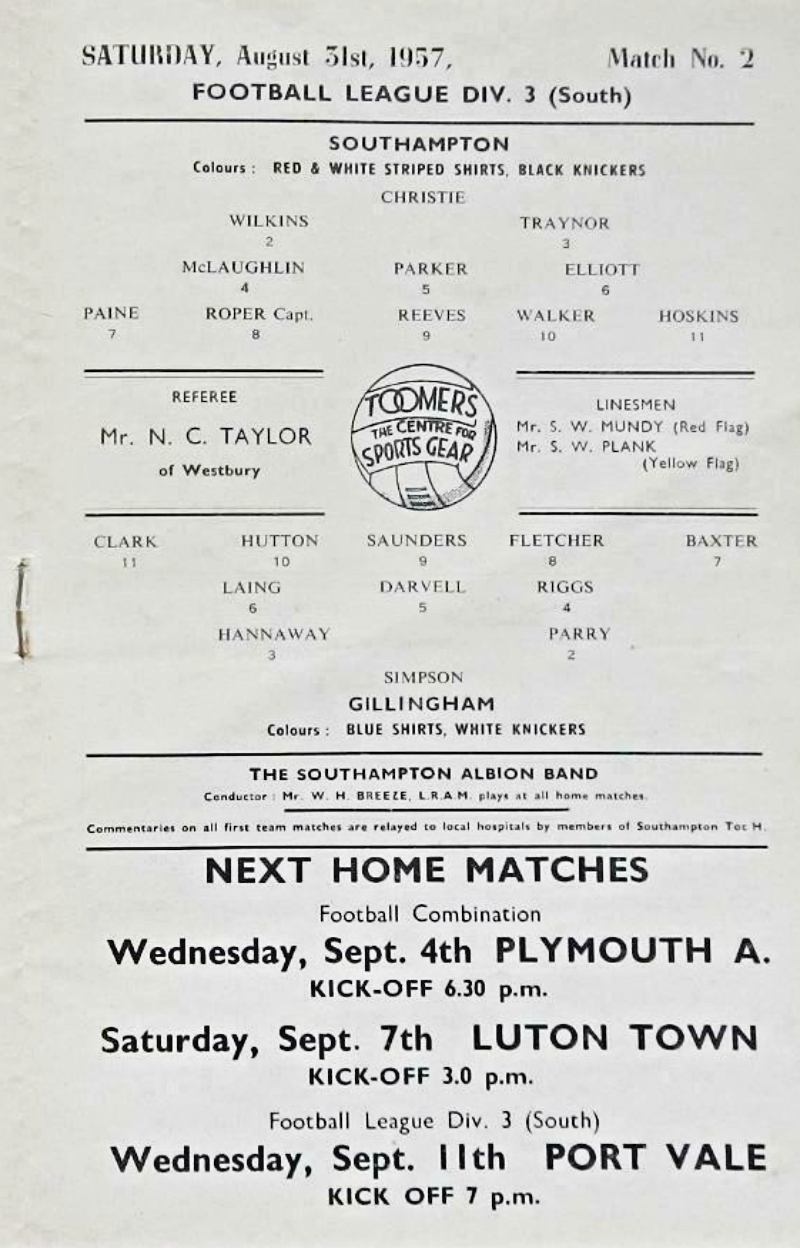 SATURDAY, August 31st, 1957, Match No. 2
FOOTBALL LEAGUE DIV. 3 (South)
SOUTHAMPTON
Colours : RED & WHITE STRIPED SHIRTS, BLACK KNICKERS
CHRISTIE
WILKINS TRAYNOR
2 3
McLAUGHLIN PARKER ELLIOTT
4 5 6
PAINE ROPER Capt. REEVES WALKER HOSKINS
7 8 9 10 11
REFEREE
Mr. N. C. TAYLOR
of Westbury
TOOMERS
THE CENTRE FOR
SPORTS GEAR
LINESMEN
Mr. S. W. MUNDY (Red Flag)
Mr. S. W. PLANK
(Yellow Flag)
CLARK HUTTON SAUNDERS FLETCHER BAXTER
11 10 9 8 7
LAING DARVELL RIGGS
6 5 4
HANNAWAY PARRY
3 2
SIMPSON
GILLINGHAM
Colours : BLUE SHIRTS, WHITE KNICKERS
THE SOUTHAMPTON ALBION BAND
Conductor : Mr. W. H. BREEZE, L.R.A.M. plays at all home matches.
Commentaries on all first team matches are relayed to local hospitals by members of Southampton Toc H.
NEXT HOME MATCHES
Football Combination
Wednesday, Sept. 4th PLYMOUTH A.
KICK-OFF 6.30 p.m.
Saturday, Sept. 7th LUTON TOWN
KICK-OFF 3.0 p.m.
Football League Div. 3 (South)
Wednesday, Sept. 11th PORT VALE
KICK OFF 7 p.m.